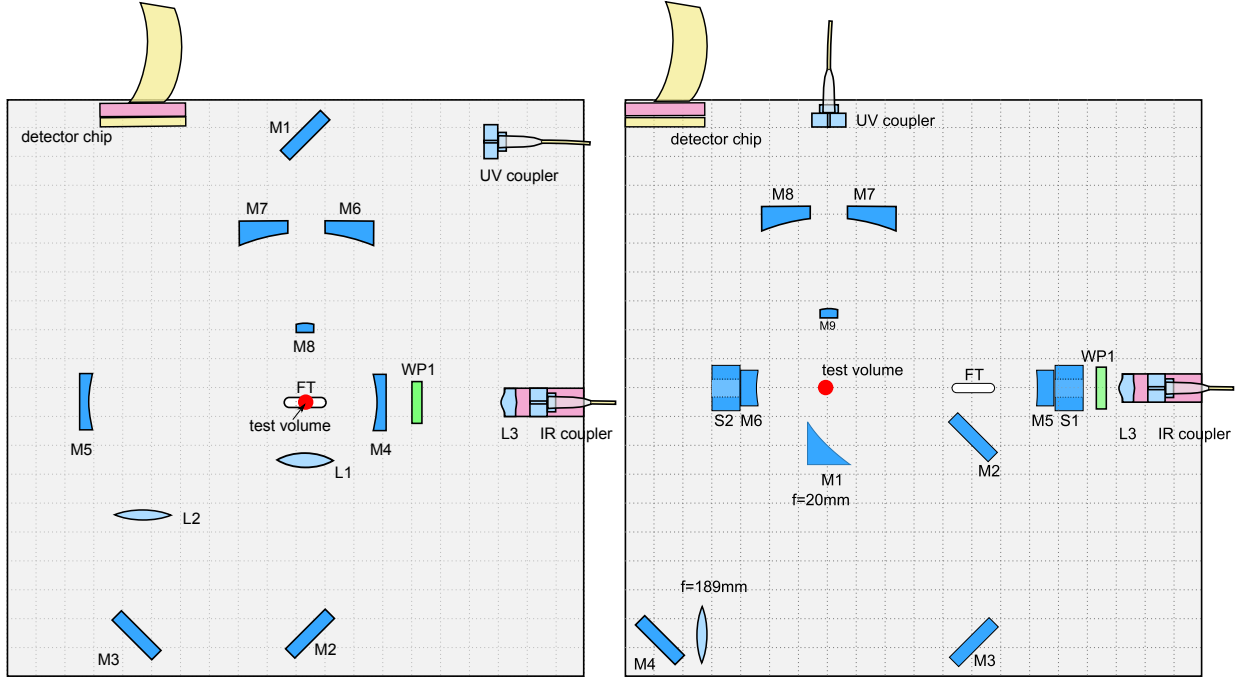 detector chip
M1
UV coupler
M7
M6
M8
WP1
FT
test volume
M5
M4
L3
IR coupler
L1
L2
M3
M2
UV coupler
detector chip
M8
M7
M9
test volume
WP1
FT
S2
M6
M5
S1
L3
IR coupler
M2
M1
f=20mm
f=189mm
M4
M3